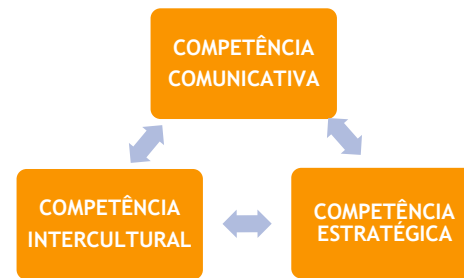 COMPETÊNCIA
COMUNICATIVA
COMPETÊNCIA
INTERCULTURAL
COMPETÊNCIA
ESTRATÉGICA